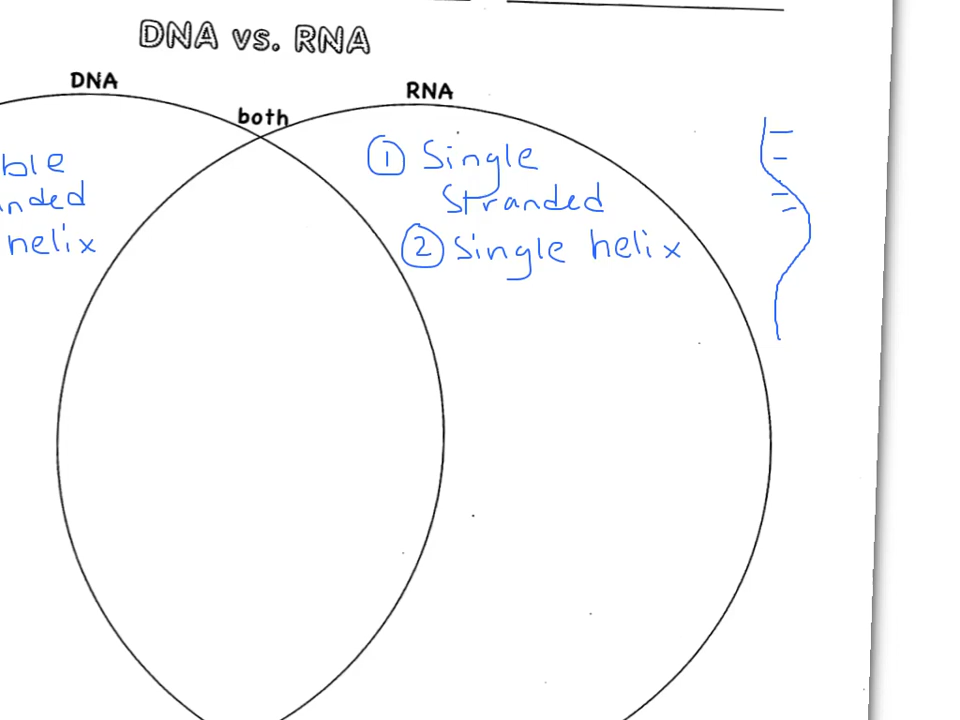 DNA vs. RNA
DNA
both
RNA
ble
nded
helix
① Single
Stranded
② Single helix